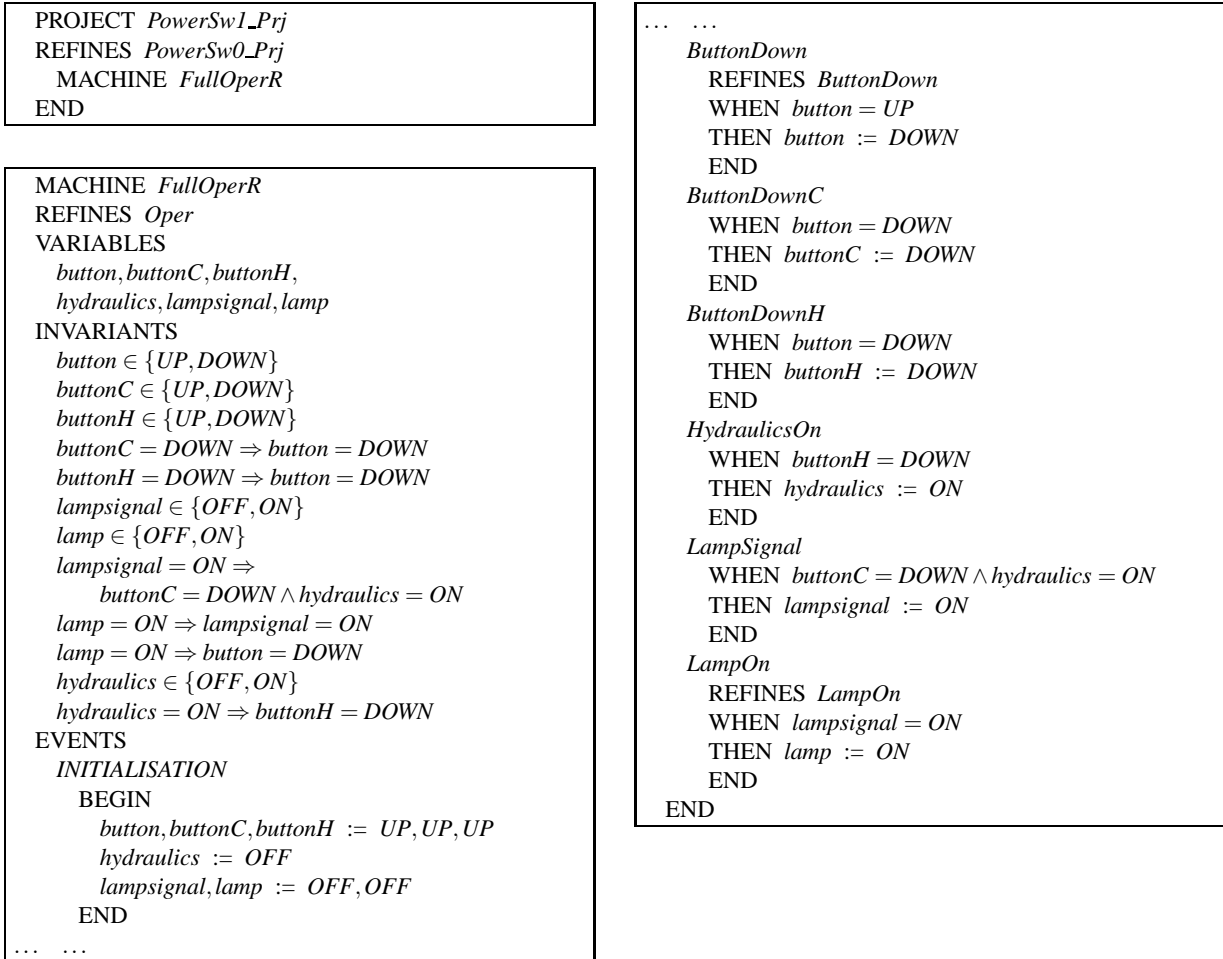 PROJECT PowerSw1_Prj
REFINES PowerSw0_Prj
MACHINE FullOperR
END
MACHINE FullOperR
REFINES Oper
VARIABLES
button,buttonC,buttonH,
hydraulics,lampsignal,lamp
INVARIANTS
button ∈ {UP,DOWN}
buttonC ∈ {UP,DOWN}
buttonH ∈ {UP,DOWN}
buttonC = DOWN ⇒ button = DOWN
buttonH = DOWN ⇒ button = DOWN
lampsignal ∈ {OFF,ON}
lamp ∈ {OFF,ON}
lampsignal = ON ⇒
buttonC = DOWN ∧ hydraulics = ON
lamp = ON ⇒ lampsignal = ON
lamp = ON ⇒ button = DOWN
hydraulics ∈ {OFF,ON}
hydraulics = ON ⇒ buttonH = DOWN
EVENTS
INITIALISATION
BEGIN
button,buttonC,buttonH := UP,UP,UP
hydraulics := OFF
lampsignal,lamp := OFF,OFF
END
... ...
... ...
ButtonDown
REFINES ButtonDown
WHEN button = UP
THEN button := DOWN
END
ButtonDownC
WHEN button = DOWN
THEN buttonC := DOWN
END
ButtonDownH
WHEN button = DOWN
THEN buttonH := DOWN
END
HydraulicsOn
WHEN buttonH = DOWN
THEN hydraulics := ON
END
LampSignal
WHEN buttonC = DOWN ∧ hydraulics = ON
THEN lampsignal := ON
END
LampOn
REFINES LampOn
WHEN lampsignal = ON
THEN lamp := ON
END
END